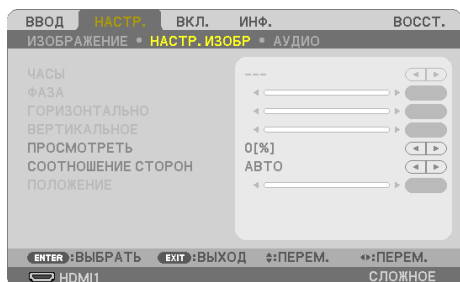 ВВОД НАСТР. ВКЛ. ИНФ. ВОССТ.
ИЗОБРАЖЕНИЕ • НАСТР. ИЗОБР • АУДИО
ЧАСЫ ---
ФАЗА
ГОРИЗОНТАЛЬНО
ВЕРТИКАЛЬНОЕ
ПРОСМОТРЕТЬ 0[%]
СООТНОШЕНИЕ СТОРОН АВТО
ПОЛОЖЕНИЕ
ENTER :ВЫБРАТЬ EXIT :ВЫХОД :ПЕРЕМ. :ПЕРЕМ.
HDMI1 СЛОЖНОЕ